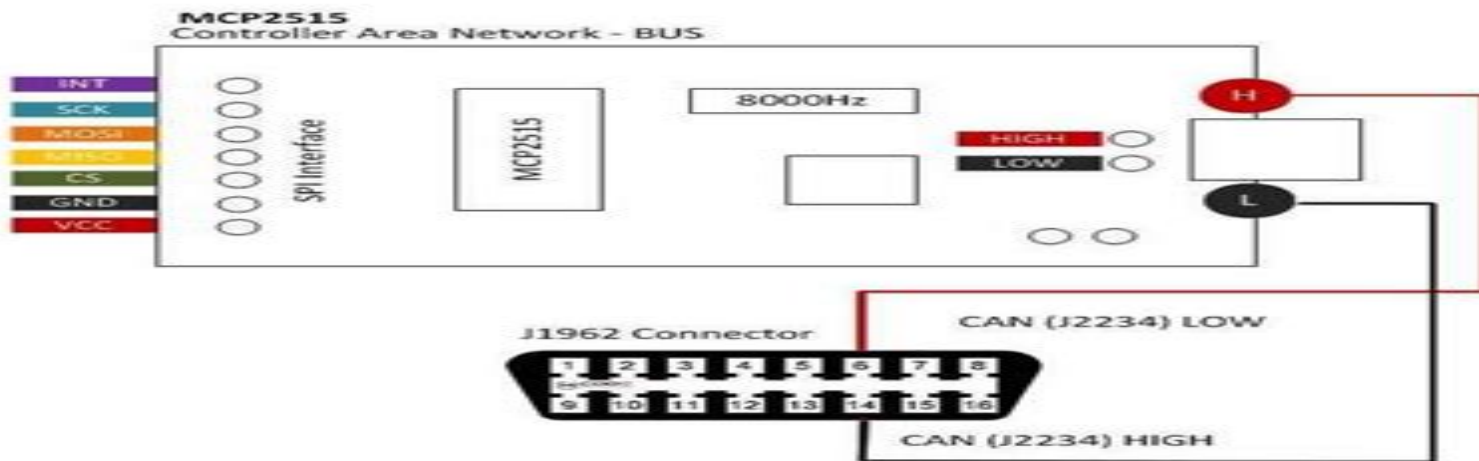 MCP2515
Controller Area Network - BUS
INT
SCK
MOSI
MISO
CS
GND
VCC
SPI Interface
MCP2515
8000Hz
HIGH
LOW
H
L
CAN (J2234) LOW
J1962 Connector
1 2 3 4 5 6 7 8
9 10 11 12 13 14 15 16
CAN (J2234) HIGH